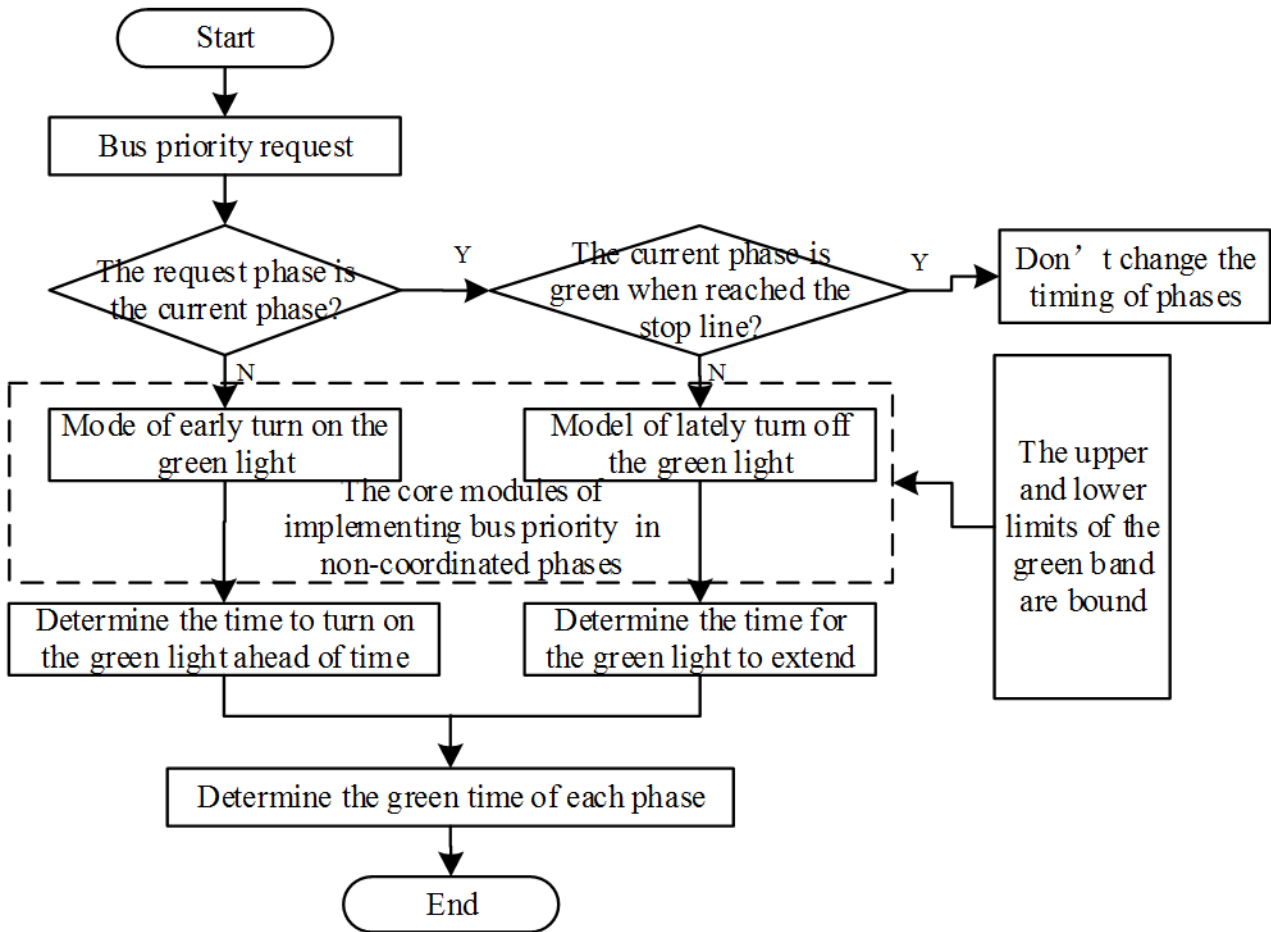 Start
Bus priority request
The request phase is
the current phase?
Y
The current phase is
green when reached the
stop line?
Y
Don’t change the
timing of phases
N
N
Mode of early turn on the
green light
Model of lately turn off
the green light
The core modules of
implementing bus priority in
non-coordinated phases
The upper
and lower
limits of the
green band
are bound
Determine the time to turn on
the green light ahead of time
Determine the time for
the green light to extend
Determine the green time of each phase
End